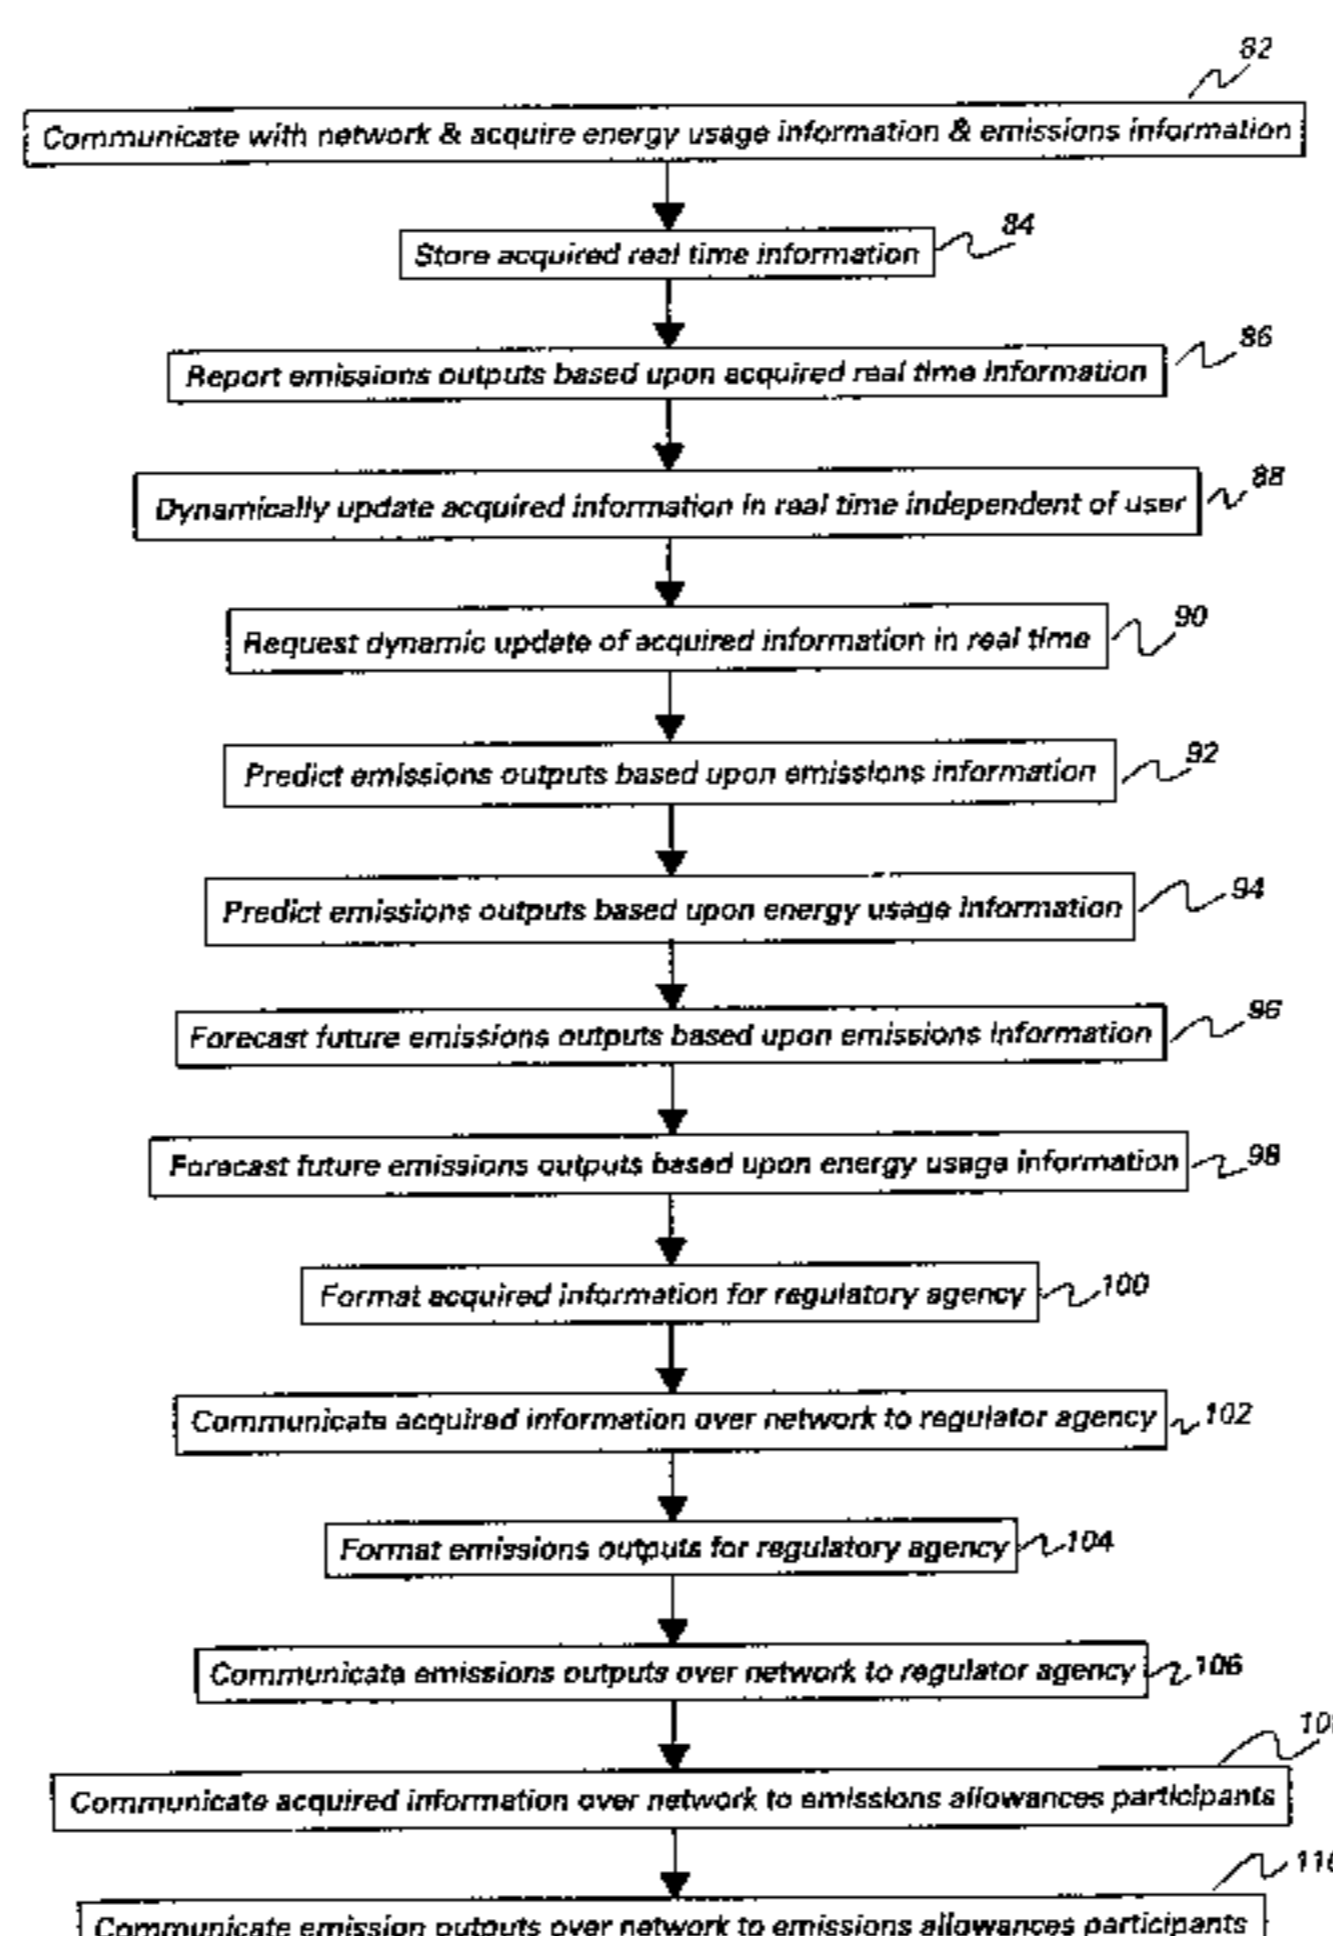 82
Communicate with network & acquire energy usage information & emissions information
84
Store acquired real time information
86
Report emissions outputs based upon acquired real time information
88
Dynamically update acquired information in real time independent of user
90
Request dynamic update of acquired information in real time
92
Predict emissions outputs based upon emissions information
94
Predict emissions outputs based upon energy usage information
96
Forecast future emissions outputs based upon emissions information
98
Forecast future emissions outputs based upon energy usage information
100
Format acquired information for regulatory agency
102
Communicate acquired information over network to regulator agency
104
Format emissions outputs for regulatory agency
106
Communicate emissions outputs over network to regulator agency
Communicate acquired information over network to emissions allowances participants
Communicate emission outputs over network to emissions allowances participants